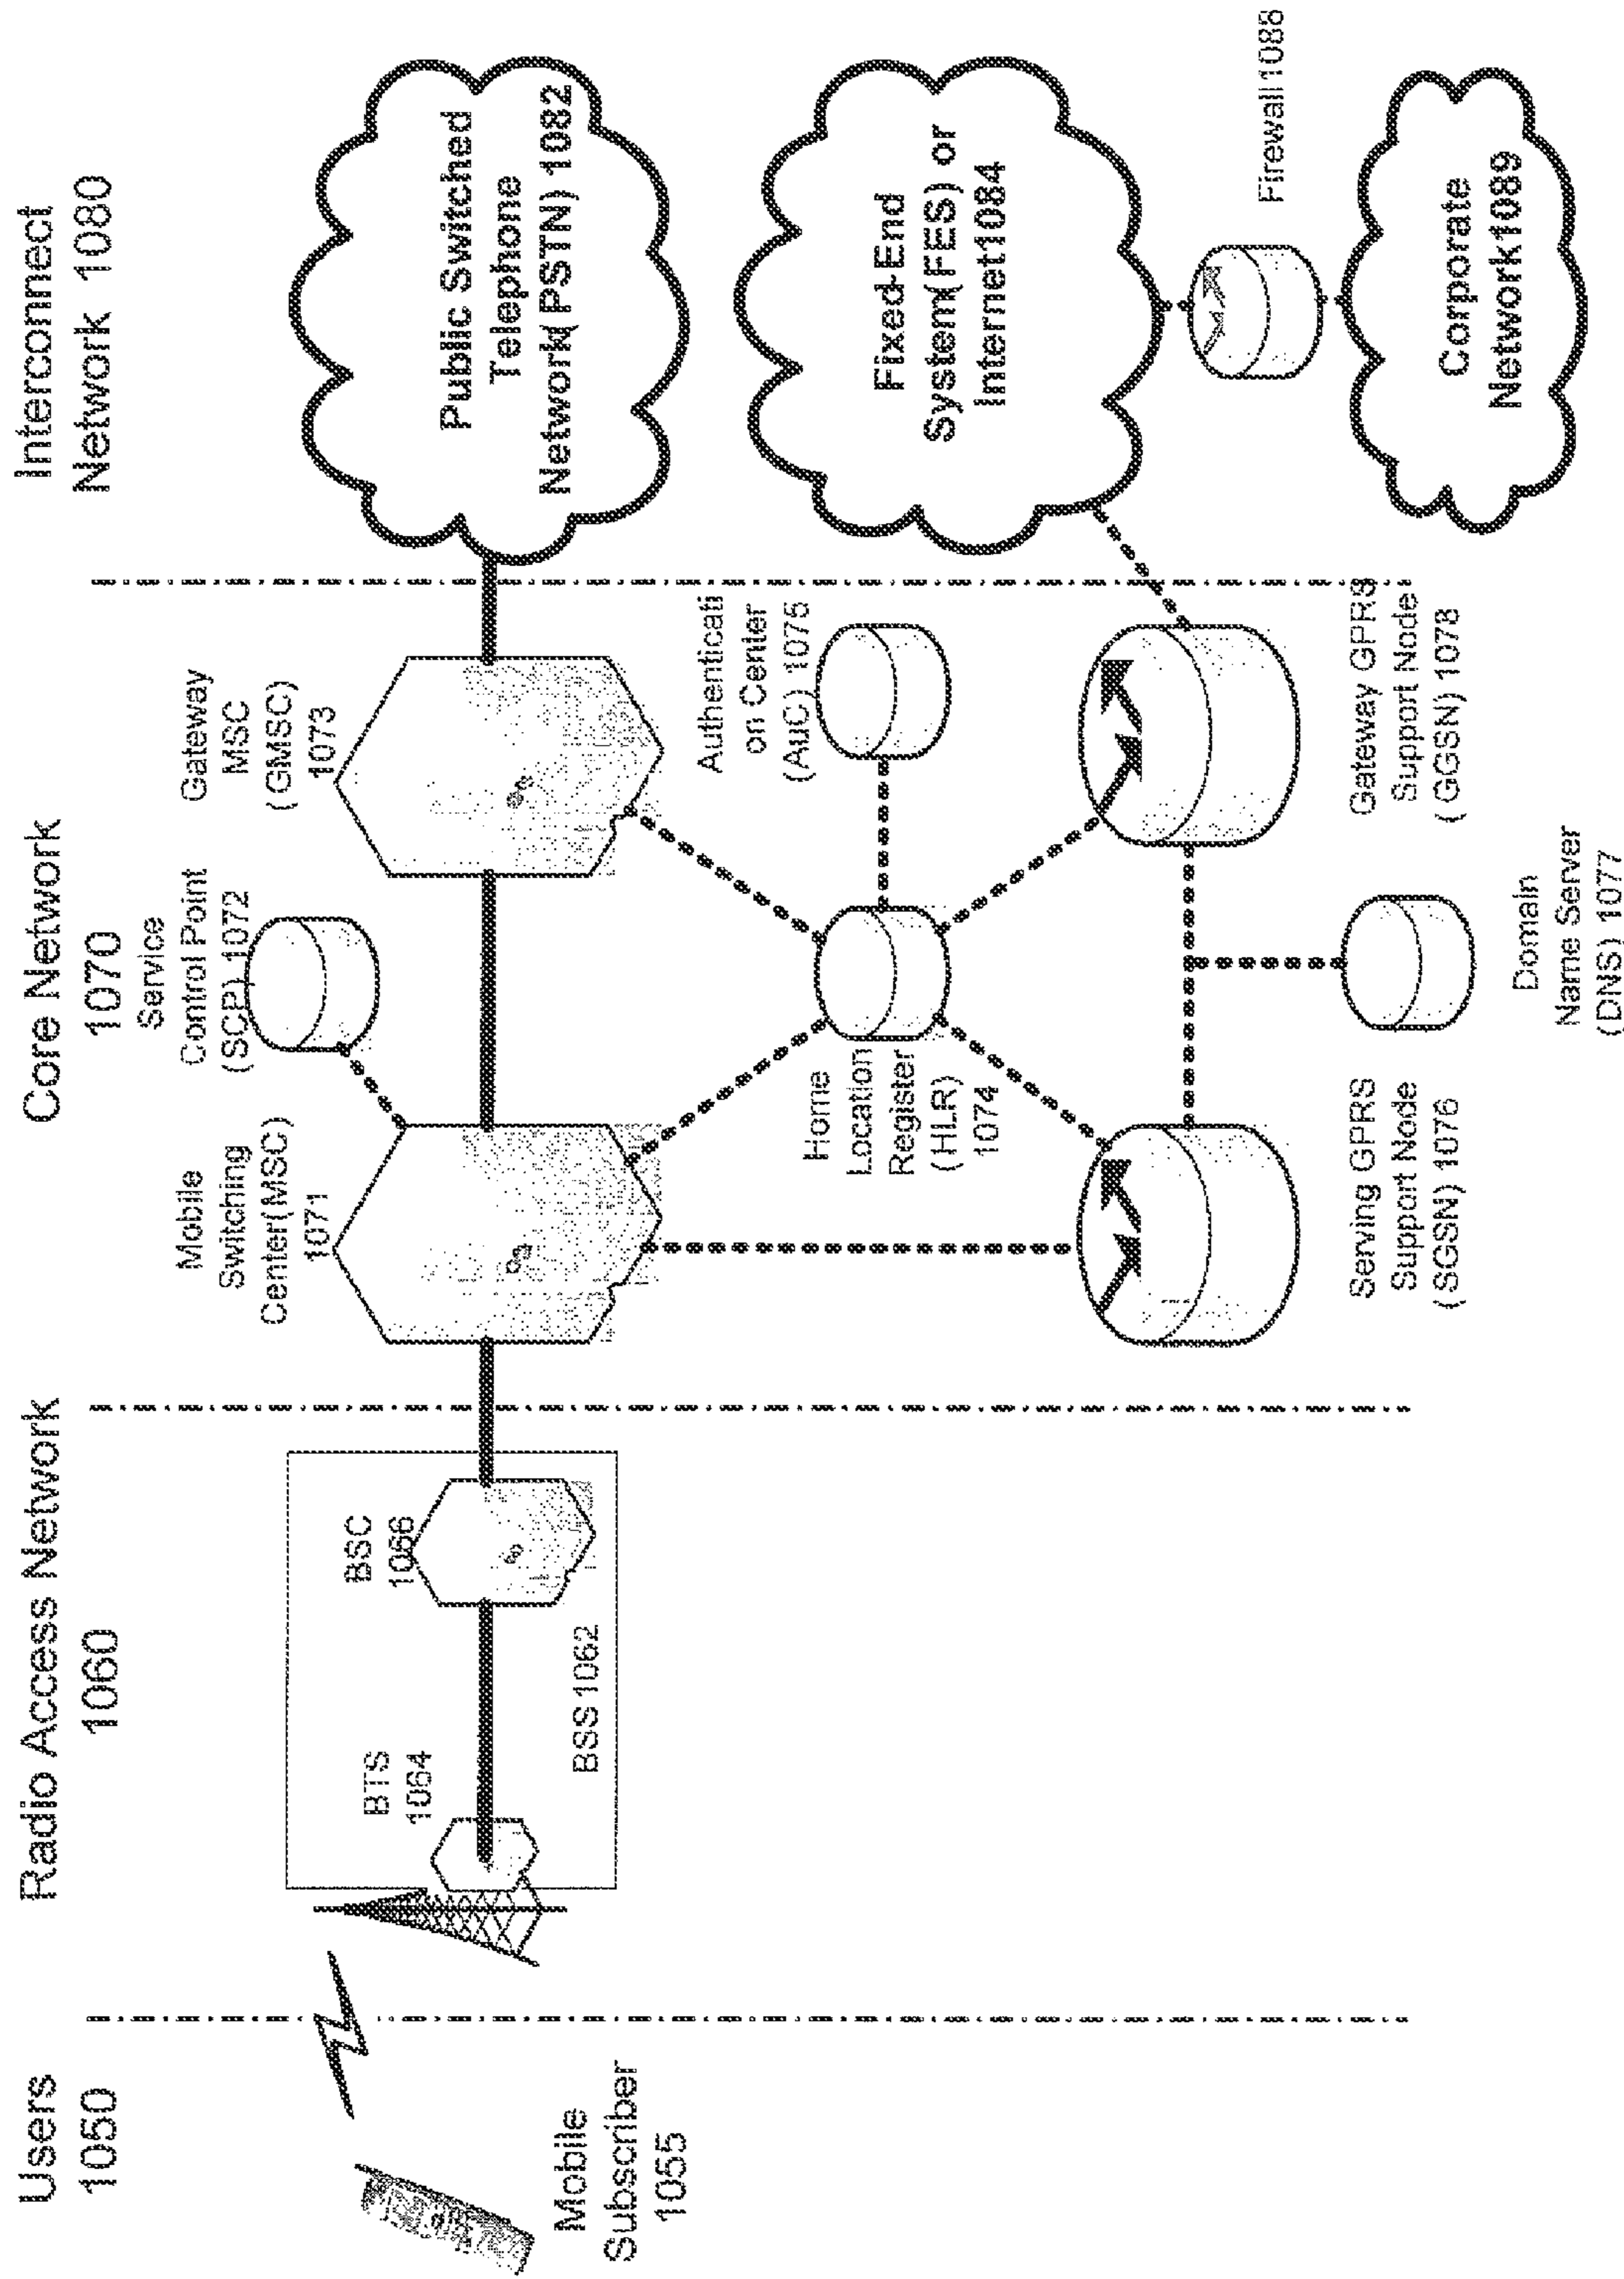 Users
1050
Radio Access Network
1060
Core Network
1070
Interconnect
Network 1080
Mobile
Subscriber
1055
BTS
1064
BSC
1066
BSS 1062
Mobile
Switching
Center(MSC)
1071
Service
Control Point
(SCP) 1072
Gateway
MSC
(GMSC)
1073
Public Switched
Telephone
Network(PSTN) 1082
Home
Location
Register
(HLR)
1074
Authenticati
on Center
(AuC) 1075
Fixed-End
System(FES) or
Internet1084
Serving GPRS
Support Node
(SGSN) 1076
Gateway GPRS
Support Node
(GGSN) 1078
Firewall 1088
Domain
Name Server
(DNS) 1077
Corporate
Network1089